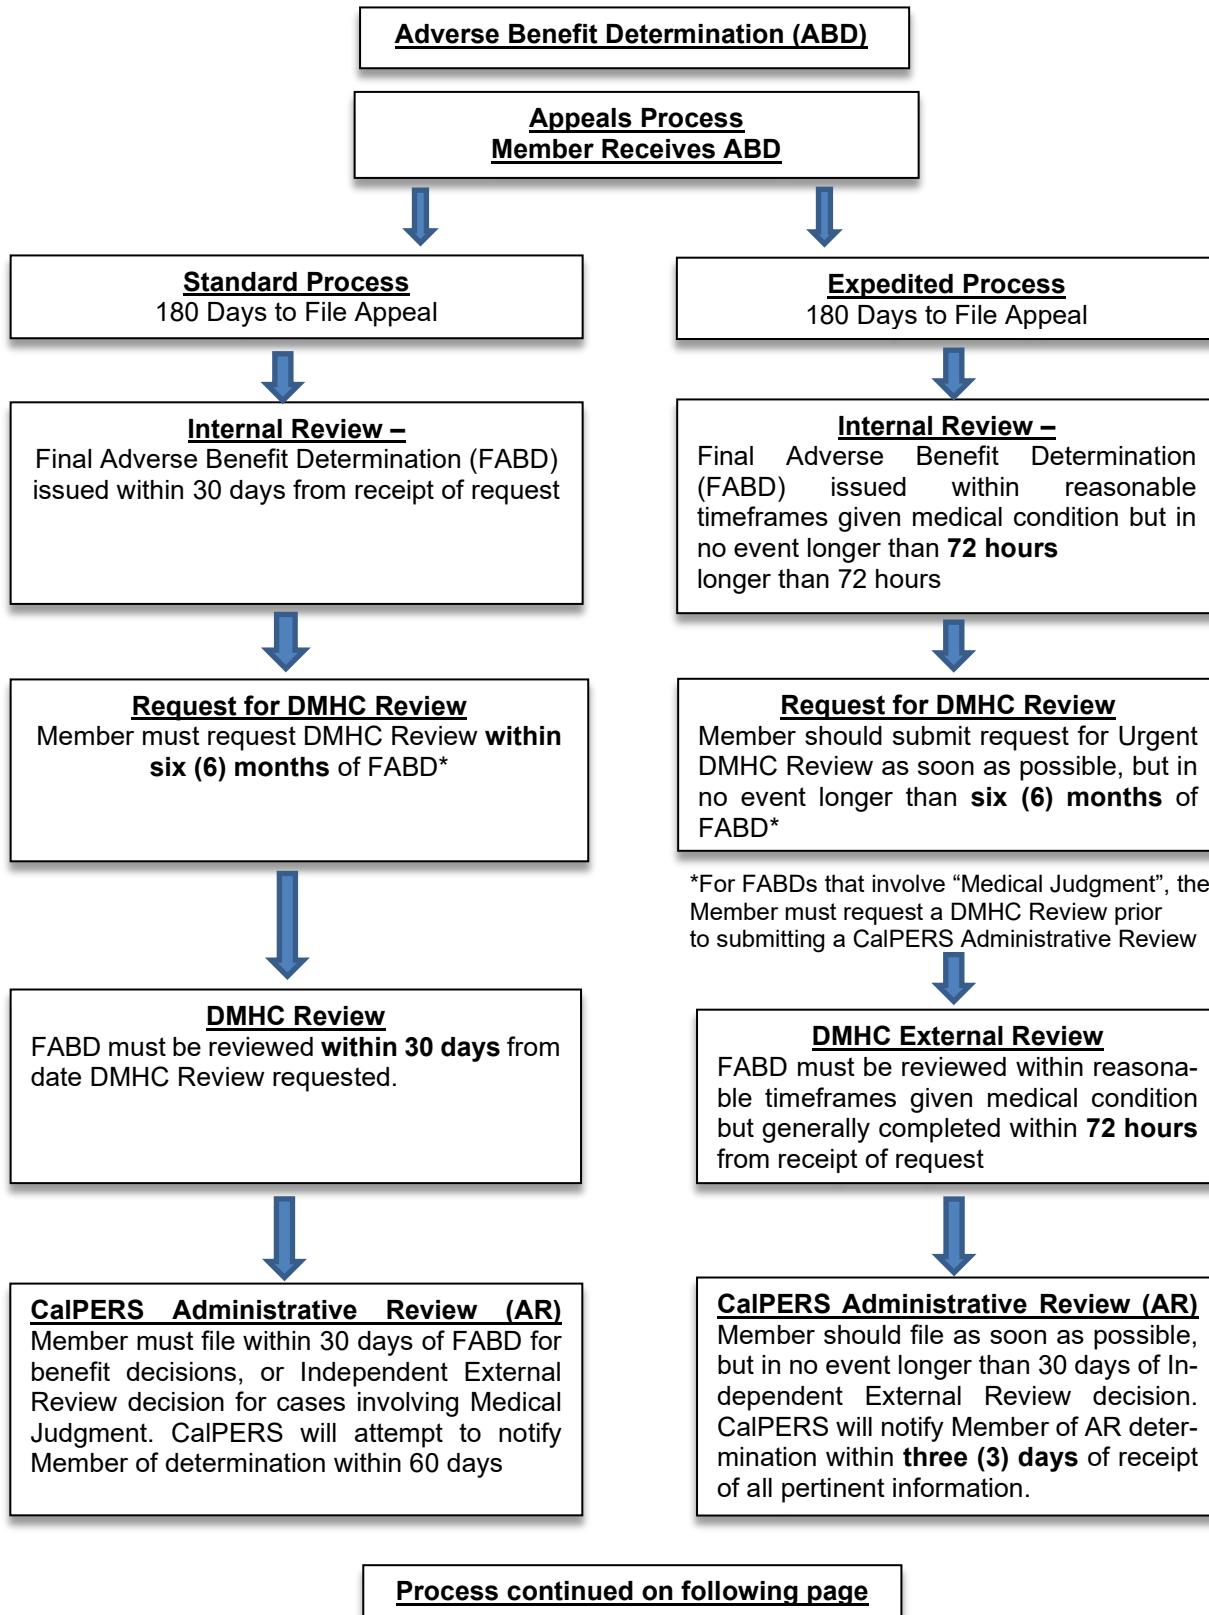 Adverse Benefit Determination (ABD)
Appeals Process
Member Receives ABD
Standard Process
180 Days to File Appeal
Internal Review –
Final Adverse Benefit Determination (FABD)
issued within 30 days from receipt of request
Request for DMHC Review
Member must request DMHC Review within
six (6) months of FABD*
DMHC Review
FABD must be reviewed within 30 days from
date DMHC Review requested.
CalPERS Administrative Review (AR)
Member must file within 30 days of FABD for
benefit decisions, or Independent External
Review decision for cases involving Medical
Judgment. CalPERS will attempt to notify
Member of determination within 60 days
Expedited Process
180 Days to File Appeal
Internal Review –
Final Adverse Benefit Determination
(FABD) issued within reasonable
timeframes given medical condition but in
no event longer than 72 hours
longer than 72 hours
Request for DMHC Review
Member should submit request for Urgent
DMHC Review as soon as possible, but in
no event longer than six (6) months of
FABD*
*For FABDs that involve “Medical Judgment”, the
Member must request a DMHC Review prior
to submitting a CalPERS Administrative Review
DMHC External Review
FABD must be reviewed within reasona-
ble timeframes given medical condition
but generally completed within 72 hours
from receipt of request
CalPERS Administrative Review (AR)
Member should file as soon as possible,
but in no event longer than 30 days of In-
dependent External Review decision.
CalPERS will notify Member of AR deter-
mination within three (3) days of receipt
of all pertinent information.
Process continued on following page